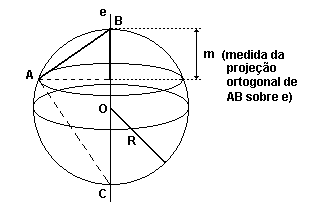 e
B
m (medida da
projeção
ortogonal de
AB sobre e)
A
O
R
C